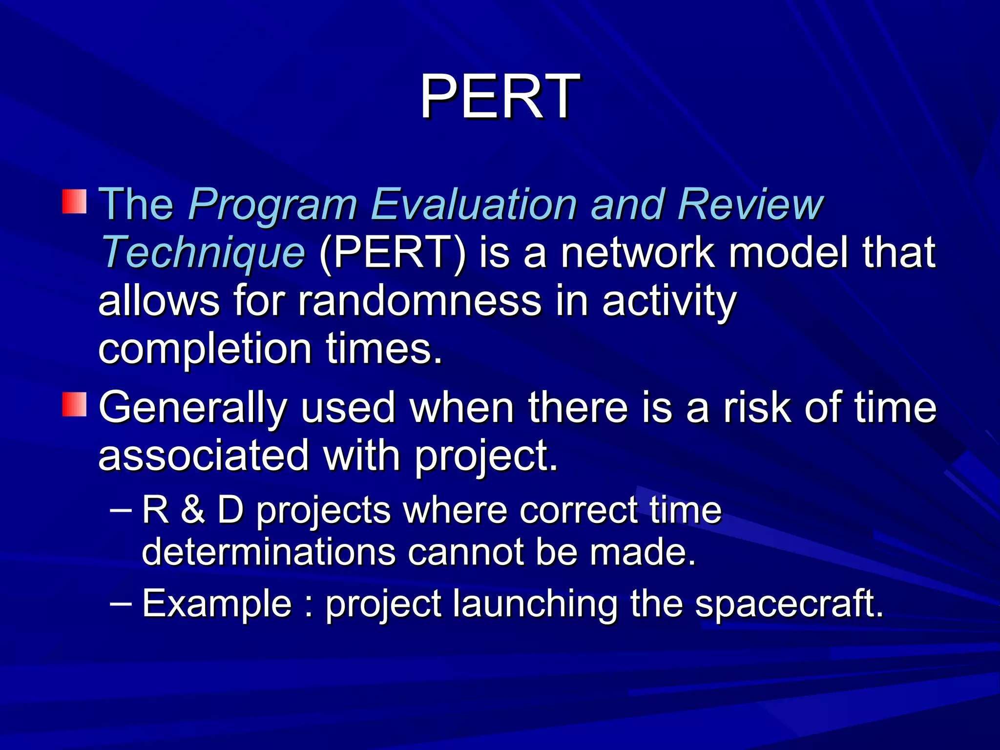 PERT
The Program Evaluation and Review
Technique (PERT) is a network model that
allows for randomness in activity
completion times.
Generally used when there is a risk of time
associated with project.
– R & D projects where correct time
determinations cannot be made.
– Example : project launching the spacecraft.